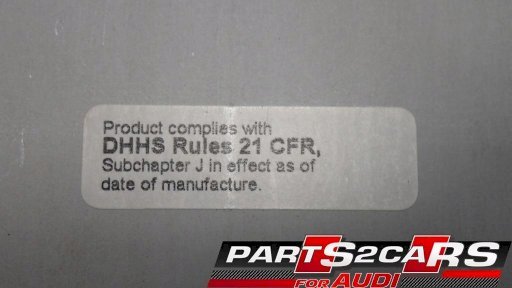 Product complies with
DHHS Rules 21 CFR,
Subchapter J in effect as of
date of manufacture.
PARTS2CARS
FOR AUDI